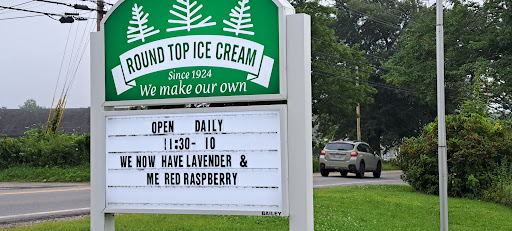 ROUND TOP ICE CREAM
Since 1924
We make our own
OPEN DAILY
11:30- 10
WE NOW HAVE LAVENDER &
ME RED RASPBERRY
BAILEY